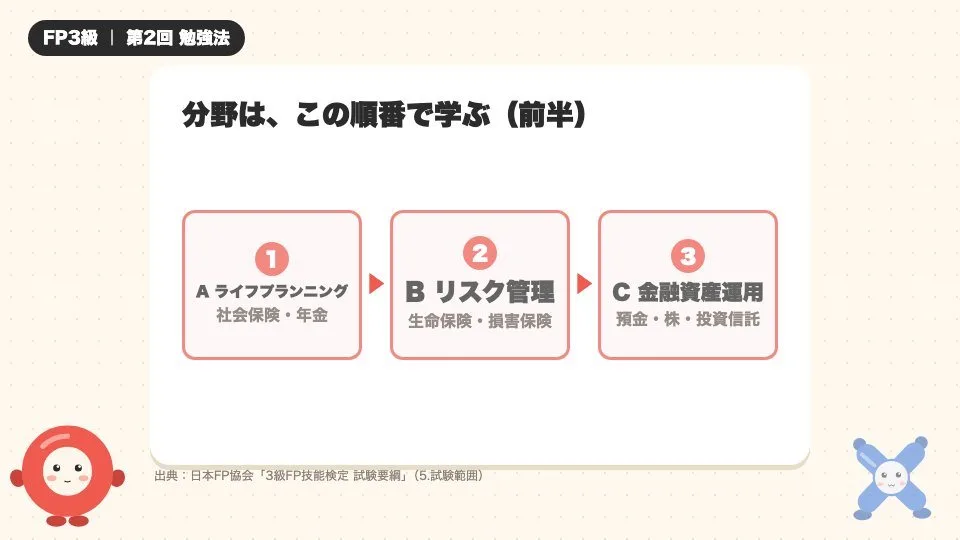 FP3級 | 第2回 勉強法
分野は、この順番で学ぶ（前半）
1
A ライフプランニング
社会保険・年金
2
B リスク管理
生命保険・損害保険
3
C 金融資産運用
預金・株・投資信託
出典：日本FP協会「3級FP技能検定 試験要綱」（5.試験範囲）